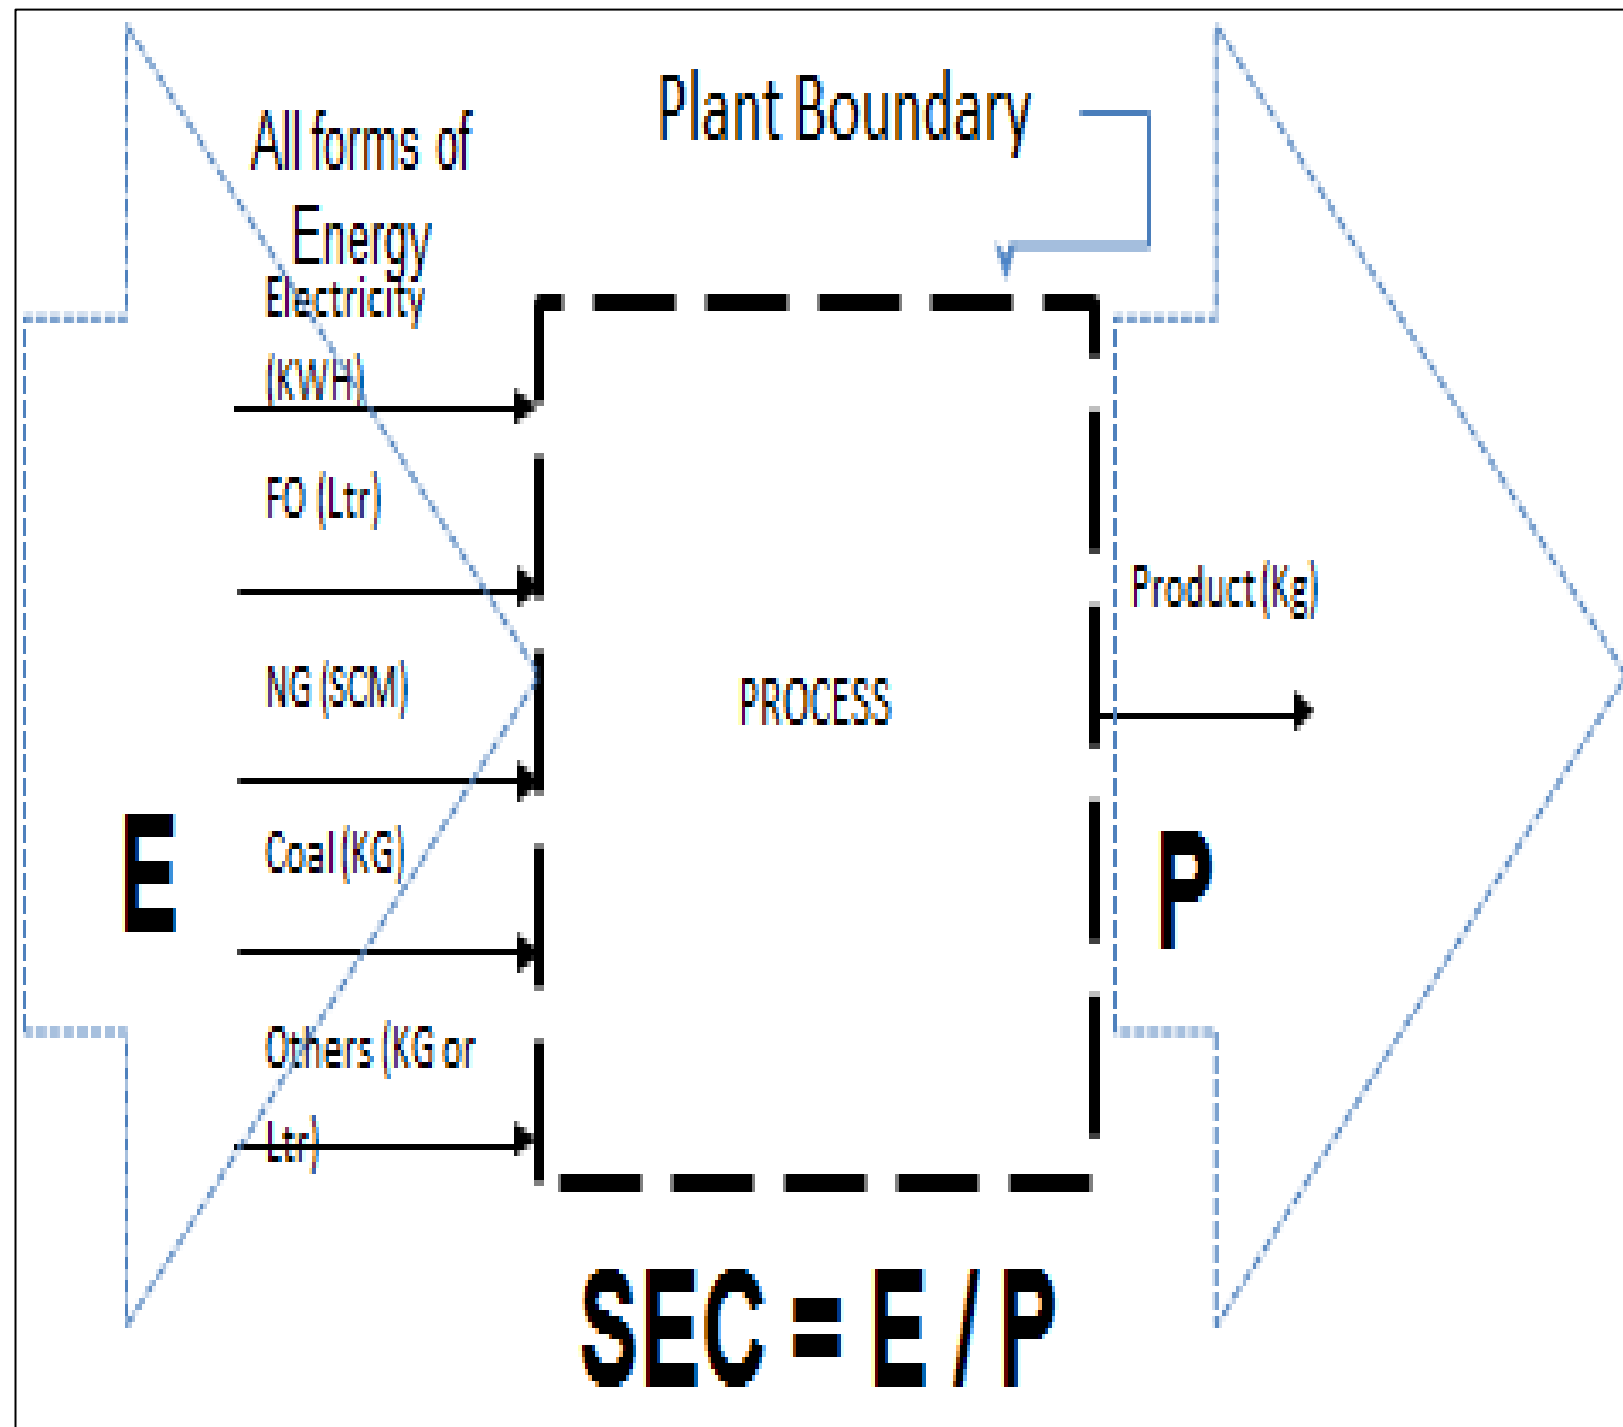 All forms of
Energy
Plant Boundary
Electricity
(KWH)
FO (Ltr)
NG (SCM)
Coal (KG)
Others (KG or
Ltr)
E
PROCESS
Product (Kg)
P
SEC = E / P